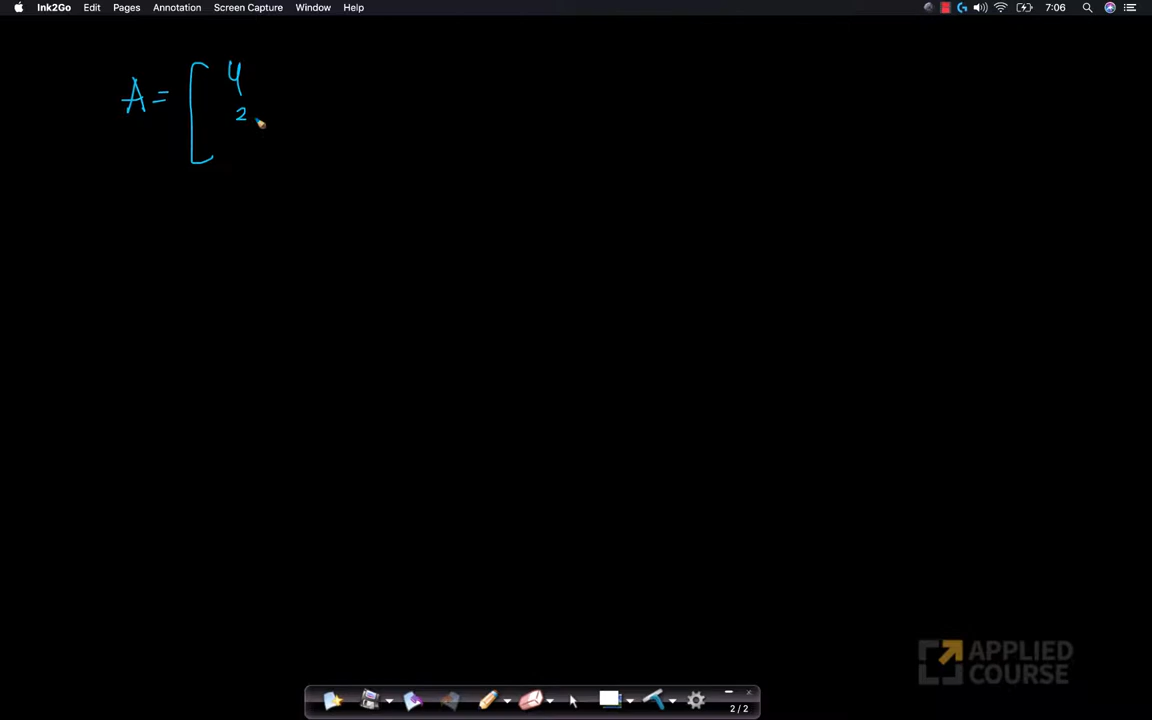 Ink2Go Edit Pages Annotation Screen Capture Window Help 7:06
A = [ 4
2
2 / 2
APPLIED
COURSE